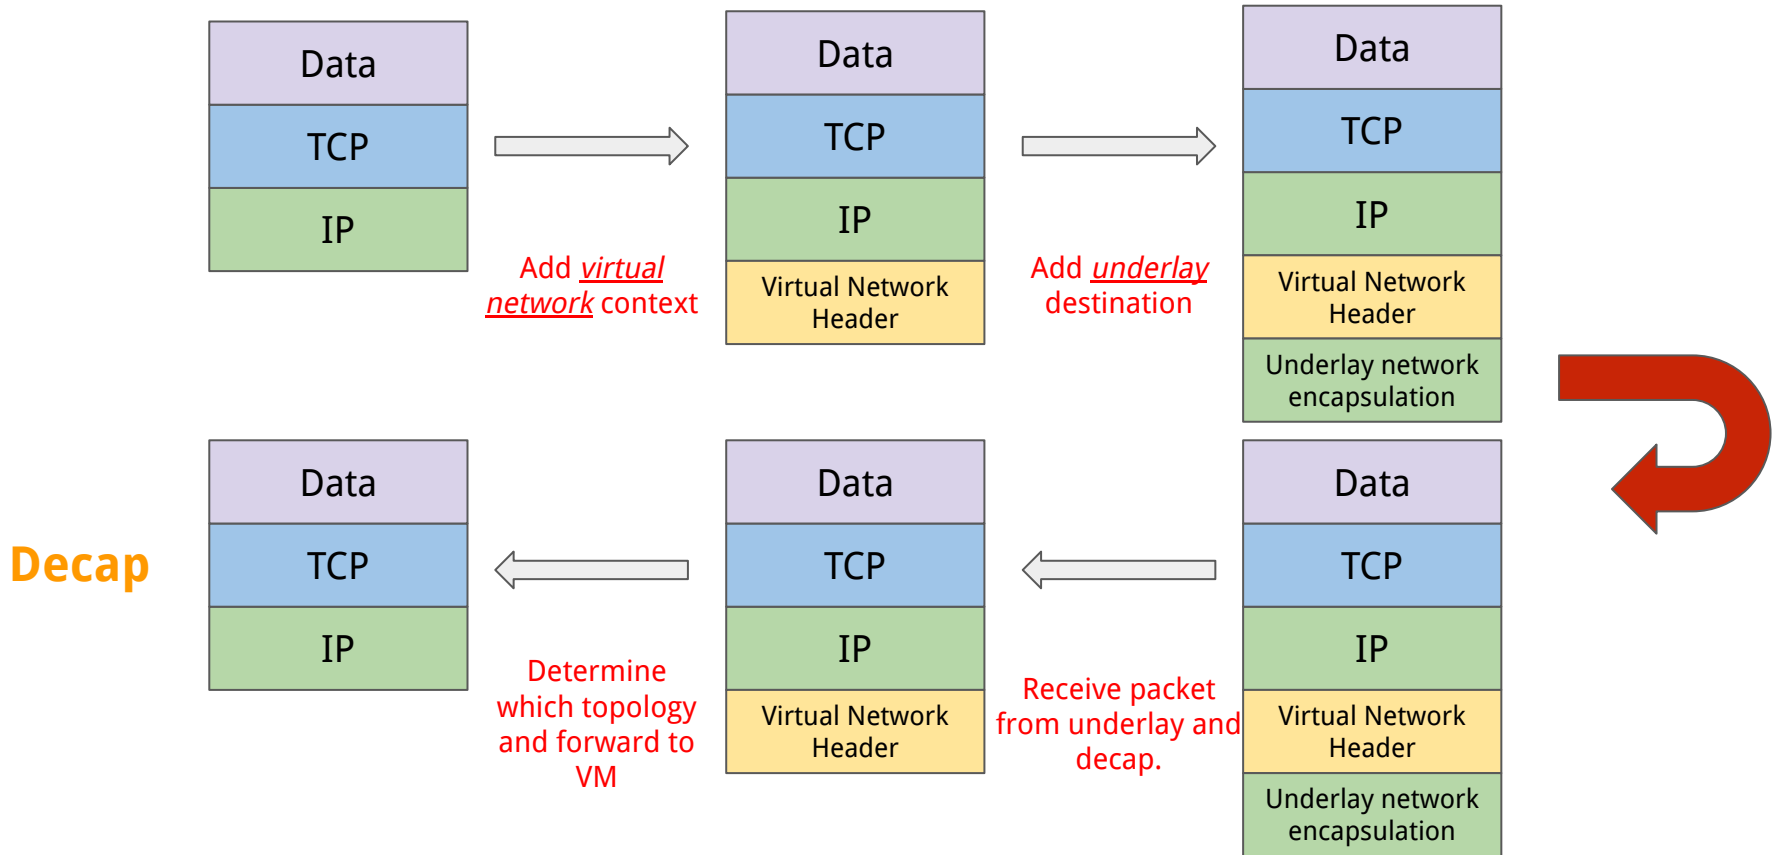 Data
TCP
IP
Add virtual
network context
Data
TCP
IP
Virtual Network
Header
Add underlay
destination
Data
TCP
IP
Virtual Network
Header
Underlay network
encapsulation
Decap
Data
TCP
IP
Determine
which topology
and forward to
VM
Data
TCP
IP
Virtual Network
Header
Receive packet
from underlay and
decap.
Data
TCP
IP
Virtual Network
Header
Underlay network
encapsulation